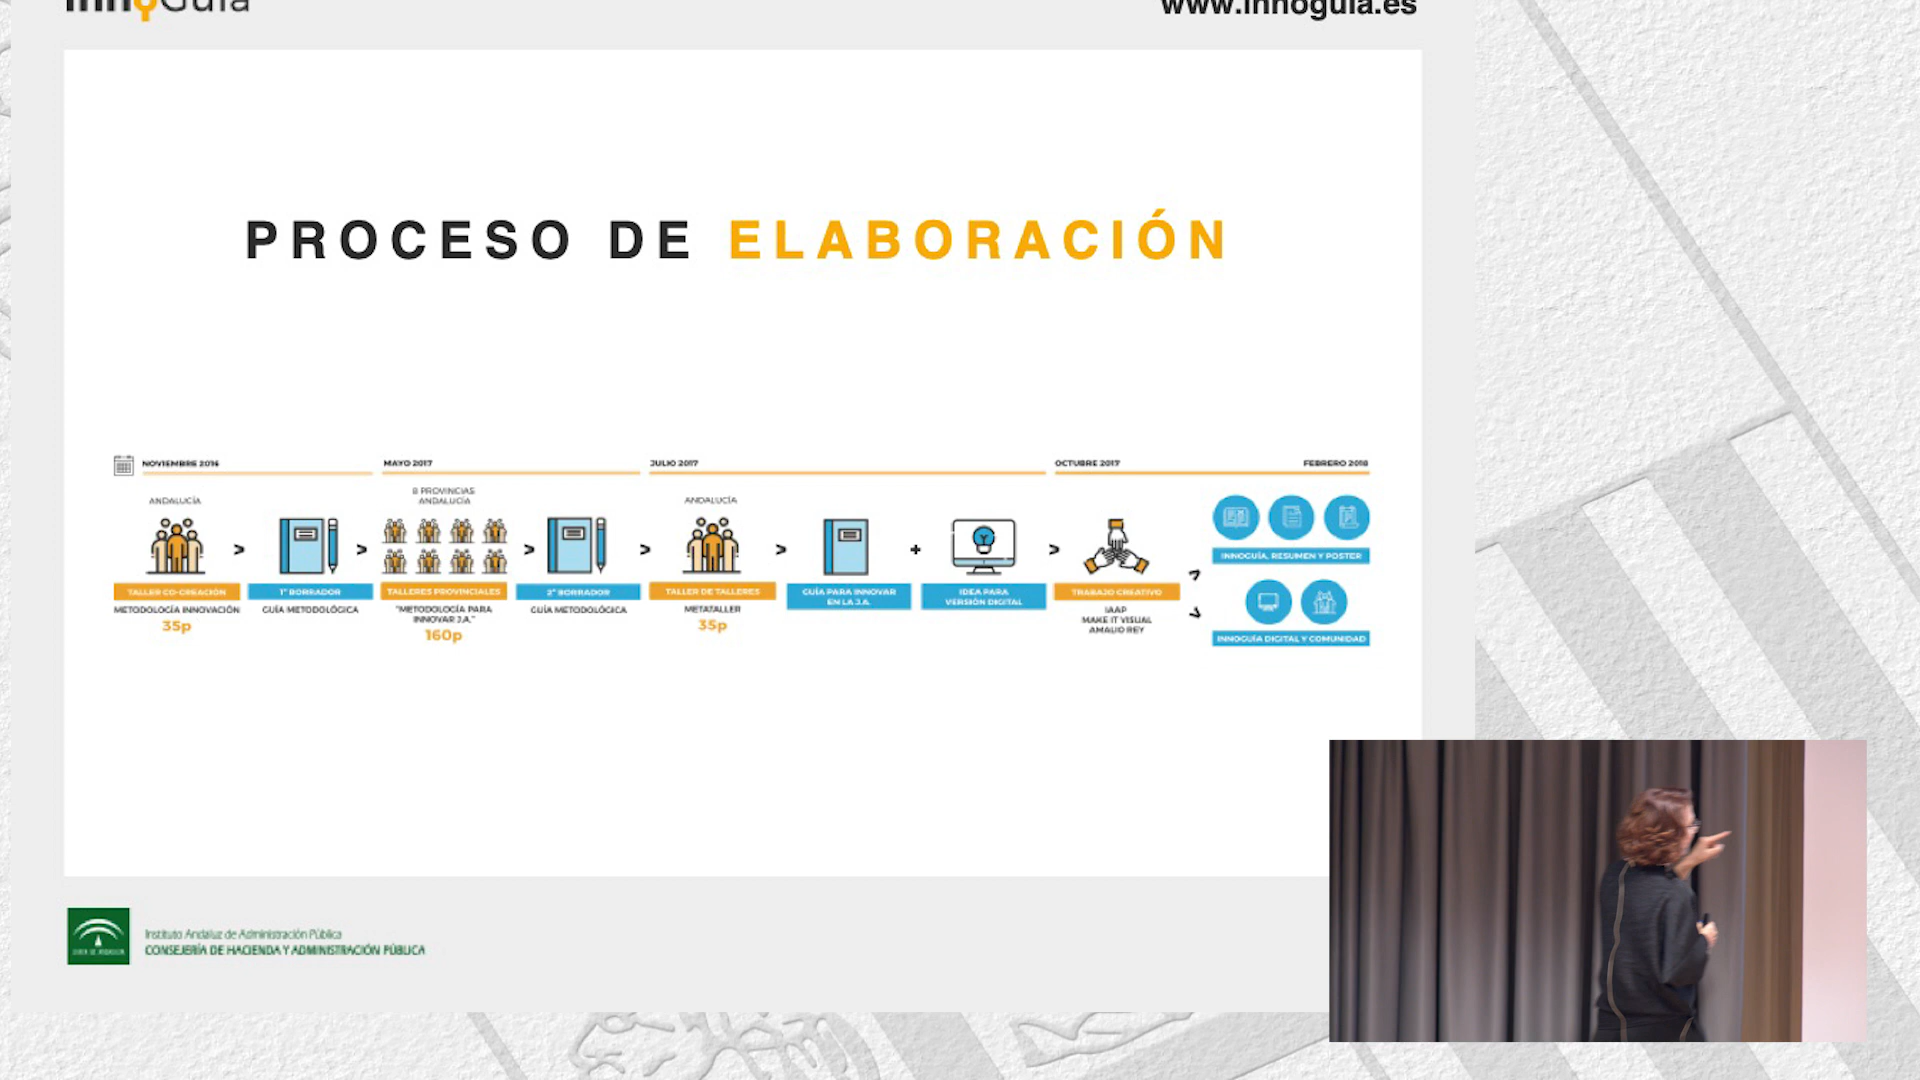 InnoGuía
www.innoguia.es
PROCESO DE ELABORACIÓN
NOVIEMBRE 2016
MAYO 2017
JULIO 2017
OCTUBRE 2017
FEBRERO 2018
ANDALUCÍA
8 PROVINCIAS
ANDALUCÍA
ANDALUCÍA
> > > > > + >
TALLER CO-CREACIÓN
METODOLOGÍA INNOVACIÓN
35p
1º BORRADOR
GUÍA METODOLÓGICA
TALLERES PROVINCIALES
"METODOLOGÍA PARA
INNOVAR J.A."
160p
2º BORRADOR
GUÍA METODOLÓGICA
TALLER DE TALLERES
METATALLER
35p
GUÍA PARA INNOVAR
EN LA J.A.
IDEA PARA
VERSIÓN DIGITAL
TRABAJO CREATIVO
IAAP
MAKE IT VISUAL
AMALIO REY
INNOGUÍA, RESUMEN Y POSTER
INNOGUÍA DIGITAL Y COMUNIDAD
JUNTA DE ANDALUCIA
Instituto Andaluz de Administración Pública
CONSEJERÍA DE HACIENDA Y ADMINISTRACIÓN PÚBLICA